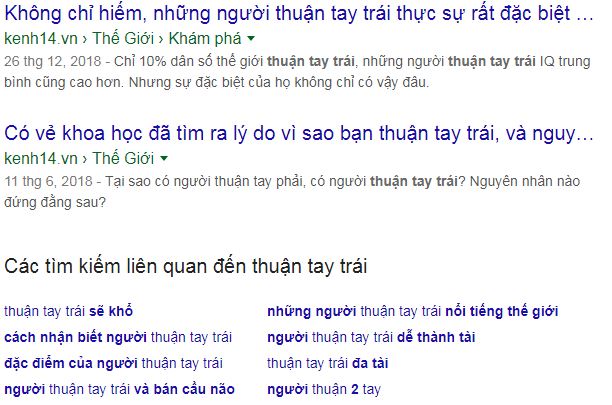 Không chỉ hiếm, những người thuận tay trái thực sự rất đặc biệt ...
kenh14.vn › Thế Giới › Khám phá
26 thg 12, 2018 - Chỉ 10% dân số thế giới thuận tay trái, những người thuận tay trái IQ trung
bình cũng cao hơn. Nhưng sự đặc biệt của họ không chỉ có vậy đâu.
Có vẻ khoa học đã tìm ra lý do vì sao bạn thuận tay trái, và nguy...
kenh14.vn › Thế Giới
11 thg 6, 2018 - Tại sao có người thuận tay phải, có người thuận tay trái? Nguyên nhân nào
đứng đằng sau?
Các tìm kiếm liên quan đến thuận tay trái
thuận tay trái sẽ khổ
cách nhận biết người thuận tay trái
đặc điểm của người thuận tay trái
người thuận tay trái và bán cầu não
những người thuận tay trái nổi tiếng thế giới
người thuận tay trái dễ thành tài
thuận tay trái đa tài
người thuận 2 tay